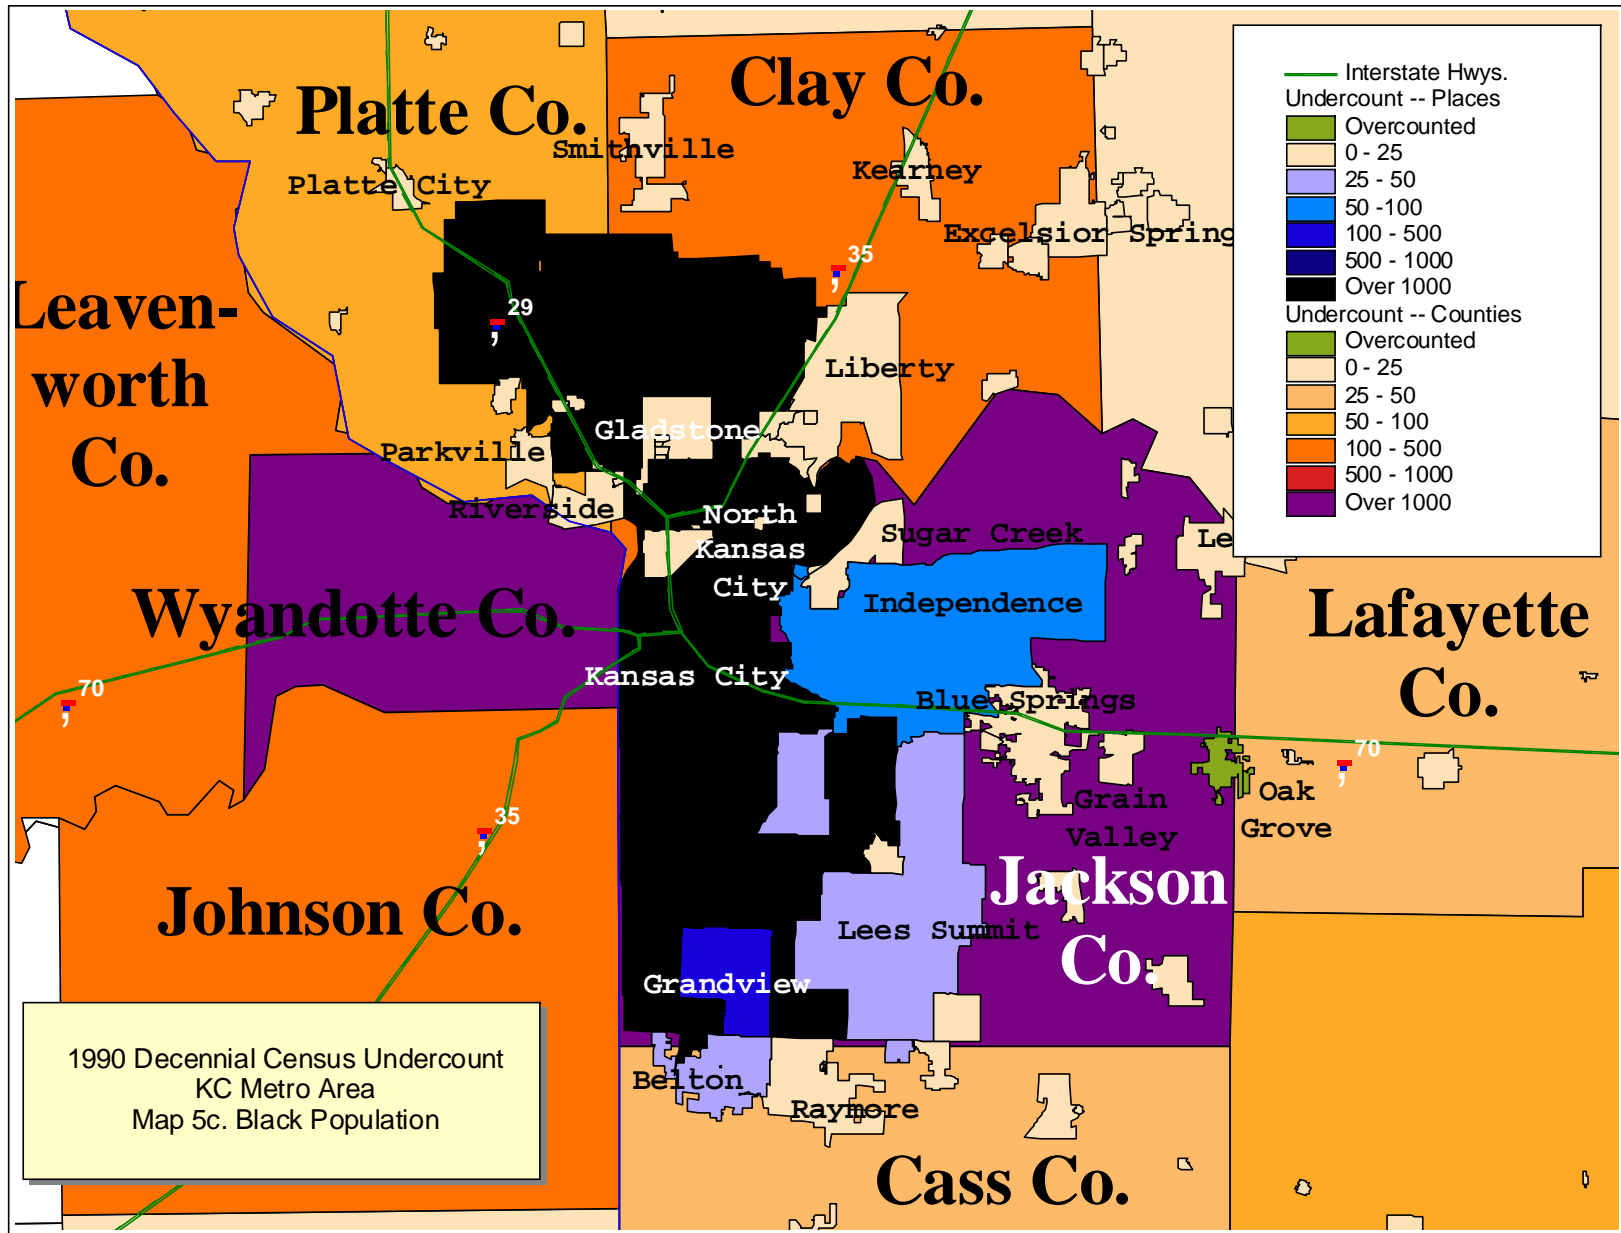 Platte Co.
Clay Co.
Smithville
Kearney
Platte City
Excelsior Spring
35
29
Leaven-
worth
Co.
Liberty
Gladstone
Parkville
Riverside
North
Kansas
City
Sugar Creek
Le
Independence
Wyandotte Co.
Lafayette
Co.
Kansas City
Blue Springs
70
70
Oak
Grove
Grain
Valley
35
Jackson
Co.
Johnson Co.
Lees Summit
Grandview
Belton
Raymore
Cass Co.
Interstate Hwys.
Undercount -- Places
Overcounted
0 - 25
25 - 50
50 -100
100 - 500
500 - 1000
Over 1000
Undercount -- Counties
Overcounted
0 - 25
25 - 50
50 - 100
100 - 500
500 - 1000
Over 1000
1990 Decennial Census Undercount
KC Metro Area
Map 5c. Black Population